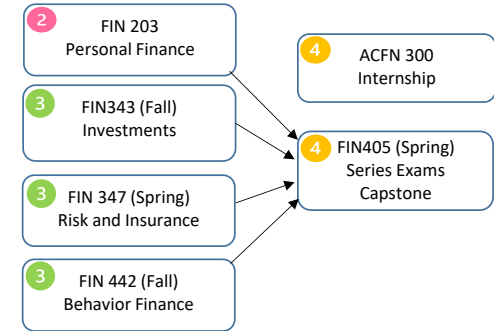 2
FIN 203
Personal Finance
3
FIN343 (Fall)
Investments
3
FIN 347 (Spring)
Risk and Insurance
3
FIN 442 (Fall)
Behavior Finance
4
ACFN 300
Internship
4
FIN405 (Spring)
Series Exams
Capstone